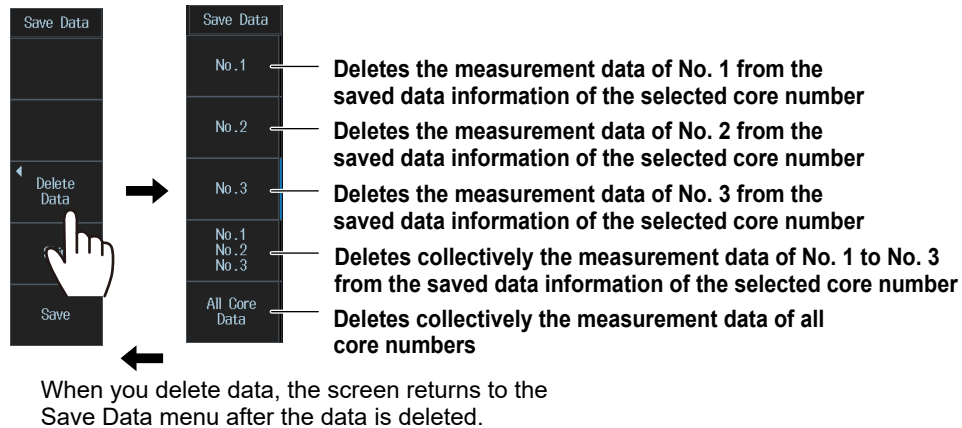 Save Data
Delete
Data
Save
Save Data
No.1
No.2
No.3
No.1
No.2
No.3
All Core
Data
Deletes the measurement data of No. 1 from the
saved data information of the selected core number
Deletes the measurement data of No. 2 from the
saved data information of the selected core number
Deletes the measurement data of No. 3 from the
saved data information of the selected core number
Deletes collectively the measurement data of No. 1 to No. 3
from the saved data information of the selected core number
Deletes collectively the measurement data of all
core numbers
When you delete data, the screen returns to the
Save Data menu after the data is deleted.